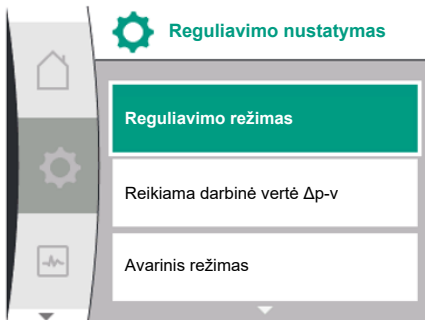 Reguliavimo nustatymas
Reguliavimo režimas
Reikiama darbinė vertė Δp-v
Avarinis režimas